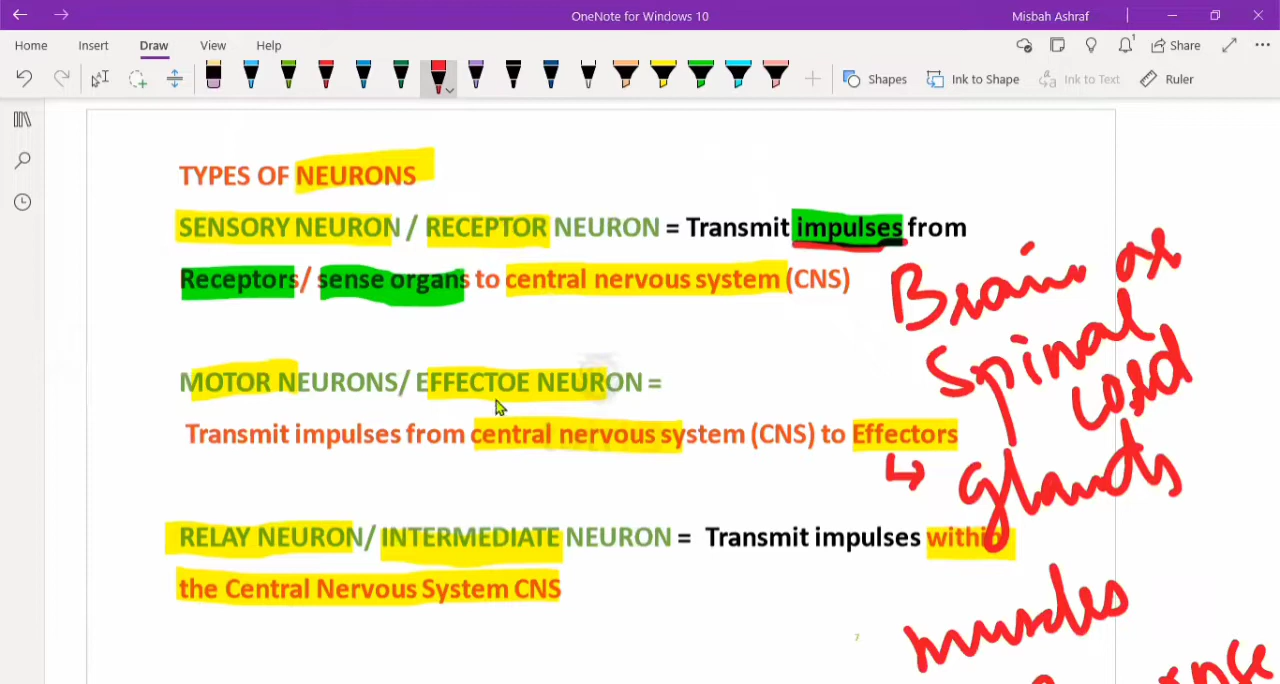 OneNote for Windows 10
Misbah Ashraf
Home Insert Draw View Help
1
Share
Shapes Ink to Shape Ink to Text Ruler
TYPES OF NEURONS
SENSORY NEURON / RECEPTOR NEURON = Transmit impulses from
Receptors/ sense organs to central nervous system (CNS)
Brain or
Spinal
cord
MOTOR NEURONS/ EFFECTOE NEURON =
Transmit impulses from central nervous system (CNS) to Effectors
glands
RELAY NEURON/ INTERMEDIATE NEURON = Transmit impulses within
the Central Nervous System CNS
muscles
7